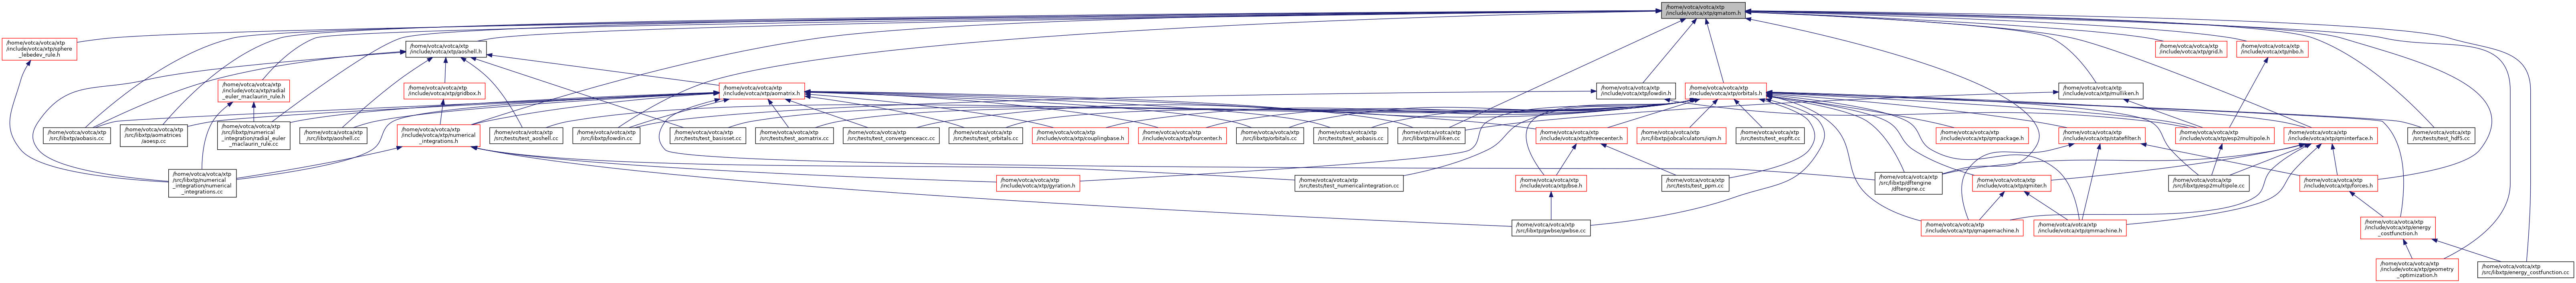 /home/votca/votca/xtp
/include/votca/xtp/qmatom.h
/home/votca/votca/xtp
/include/votca/xtp/sphere
_lebedev_rule.h
/home/votca/votca/xtp
/include/votca/xtp/aoshell.h
/home/votca/votca/xtp
/include/votca/xtp/grid.h
/home/votca/votca/xtp
/include/votca/xtp/nbo.h
/home/votca/votca/xtp
/include/votca/xtp/radial
_euler_maclaurin_rule.h
/home/votca/votca/xtp
/include/votca/xtp/gridbox.h
/home/votca/votca/xtp
/include/votca/xtp/aomatrix.h
/home/votca/votca/xtp
/include/votca/xtp/lowdin.h
/home/votca/votca/xtp
/include/votca/xtp/orbitals.h
/home/votca/votca/xtp
/include/votca/xtp/mulliken.h
/home/votca/votca/xtp
/src/libxtp/aobasis.cc
/home/votca/votca/xtp
/src/libxtp/aomatrices
/aoesp.cc
/home/votca/votca/xtp
/src/libxtp/numerical
_integration/radial_euler
_maclaurin_rule.cc
/home/votca/votca/xtp
/src/libxtp/aoshell.cc
/home/votca/votca/xtp
/include/votca/xtp/numerical
_integrations.h
/home/votca/votca/xtp
/src/tests/test_aoshell.cc
/home/votca/votca/xtp
/src/libxtp/lowdin.cc
/home/votca/votca/xtp
/src/tests/test_basisset.cc
/home/votca/votca/xtp
/src/tests/test_aomatrix.cc
/home/votca/votca/xtp
/src/tests/test_convergenceacc.cc
/home/votca/votca/xtp
/src/tests/test_orbitals.cc
/home/votca/votca/xtp
/include/votca/xtp/couplingbase.h
/home/votca/votca/xtp
/include/votca/xtp/fourcenter.h
/home/votca/votca/xtp
/src/libxtp/orbitals.cc
/home/votca/votca/xtp
/src/tests/test_aobasis.cc
/home/votca/votca/xtp
/src/libxtp/mulliken.cc
/home/votca/votca/xtp
/include/votca/xtp/threecenter.h
/home/votca/votca/xtp
/src/libxtp/jobcalculators/iqm.h
/home/votca/votca/xtp
/src/tests/test_espfit.cc
/home/votca/votca/xtp
/include/votca/xtp/qmpackage.h
/home/votca/votca/xtp
/include/votca/xtp/statefilter.h
/home/votca/votca/xtp
/include/votca/xtp/esp2multipole.h
/home/votca/votca/xtp
/include/votca/xtp/qminterface.h
/home/votca/votca/xtp
/src/tests/test_hdf5.cc
/home/votca/votca/xtp
/src/libxtp/numerical
_integration/numerical
_integrations.cc
/home/votca/votca/xtp
/include/votca/xtp/gyration.h
/home/votca/votca/xtp
/src/tests/test_numericalintegration.cc
/home/votca/votca/xtp
/include/votca/xtp/bse.h
/home/votca/votca/xtp
/src/tests/test_ppm.cc
/home/votca/votca/xtp
/src/libxtp/dftengine
/dftengine.cc
/home/votca/votca/xtp
/include/votca/xtp/qmiter.h
/home/votca/votca/xtp
/src/libxtp/esp2multipole.cc
/home/votca/votca/xtp
/include/votca/xtp/forces.h
/home/votca/votca/xtp
/src/libxtp/gwbse/gwbse.cc
/home/votca/votca/xtp
/include/votca/xtp/qmapemachine.h
/home/votca/votca/xtp
/include/votca/xtp/qmmachine.h
/home/votca/votca/xtp
/include/votca/xtp/energy
_costfunction.h
/home/votca/votca/xtp
/include/votca/xtp/geometry
_optimization.h
/home/votca/votca/xtp
/src/libxtp/energy_costfunction.cc